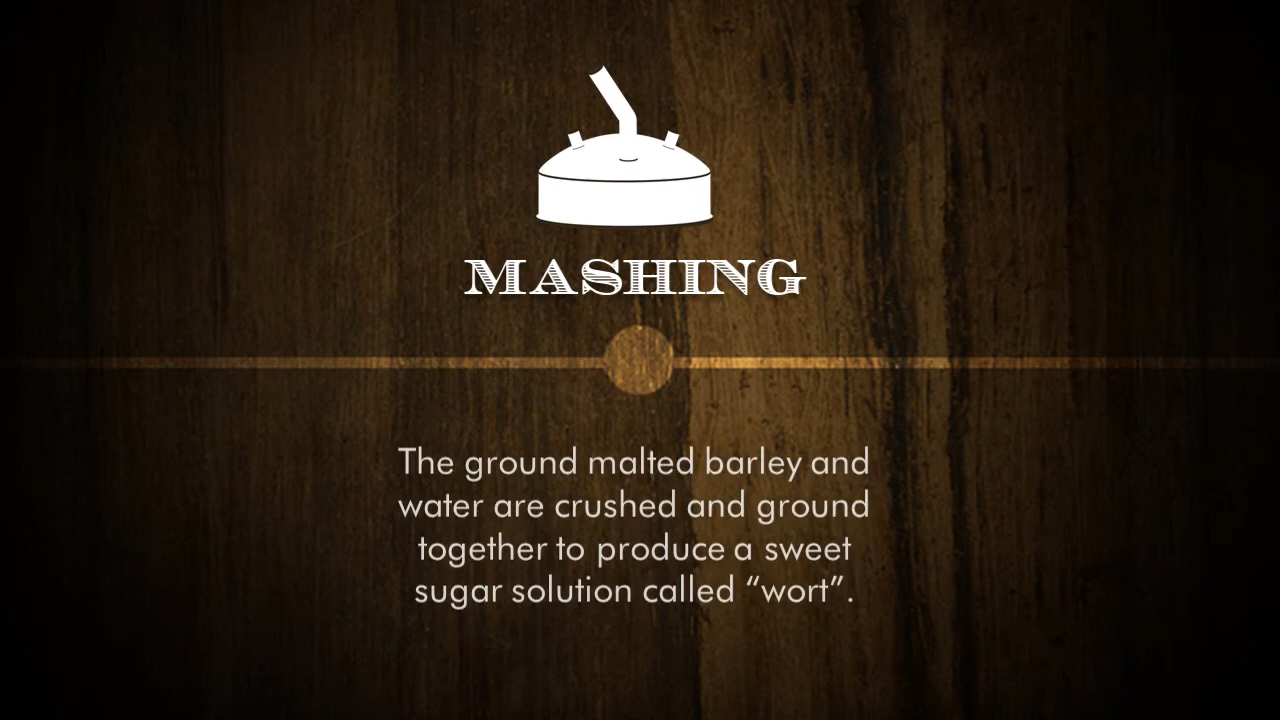 MASHING
The ground malted barley and
water are crushed and ground
together to produce a sweet
sugar solution called “wort”.